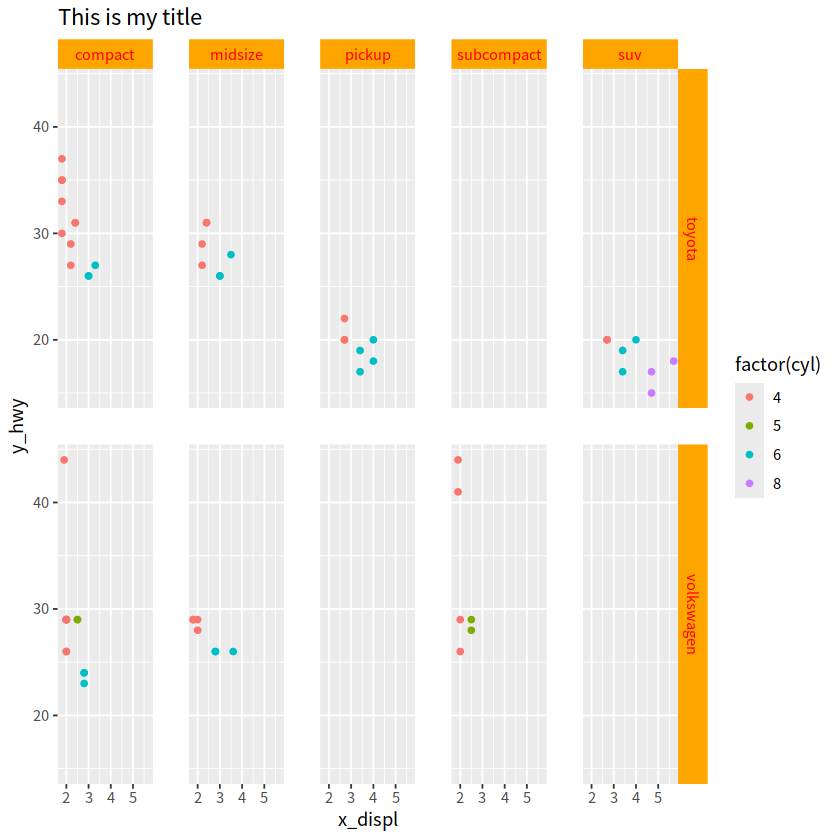 This is my title
compact midsize pickup subcompact suv
40
30
20
toyota
y_hwy
40
30
20
volkswagen
2 3 4 5 2 3 4 5 2 3 4 5 2 3 4 5 2 3 4 5
x_displ
factor(cyl)
4
5
6
8